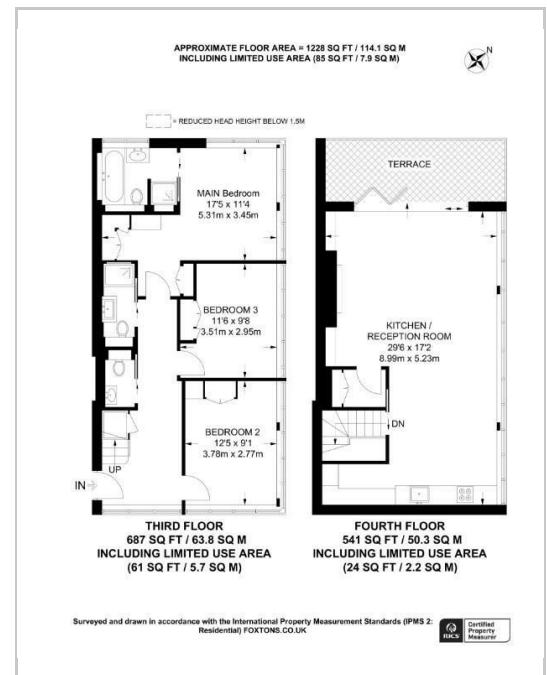 APPROXIMATE FLOOR AREA = 1228 SQ FT / 114.1 SQ M
INCLUDING LIMITED USE AREA (85 SQ FT / 7.9 SQ M)
N
= REDUCED HEAD HEIGHT BELOW 1.5M
TERRACE
MAIN Bedroom
17'5 x 11'4
5.31m x 3.45m
BEDROOM 3
11'6 x 9'8
3.51m x 2.95m
KITCHEN /
RECEPTION ROOM
29'6 x 17'2
8.99m x 5.23m
BEDROOM 2
12'5 x 9'1
3.78m x 2.77m
DN
UP
IN
THIRD FLOOR
687 SQ FT / 63.8 SQ M
INCLUDING LIMITED USE AREA
(61 SQ FT / 5.7 SQ M)
FOURTH FLOOR
541 SQ FT / 50.3 SQ M
INCLUDING LIMITED USE AREA
(24 SQ FT / 2.2 SQ M)
Surveyed and drawn in accordance with the International Property Measurement Standards (IPMS 2:
Residential) FOXTONS.CO.UK
RICS
Certified
Property
Measurer